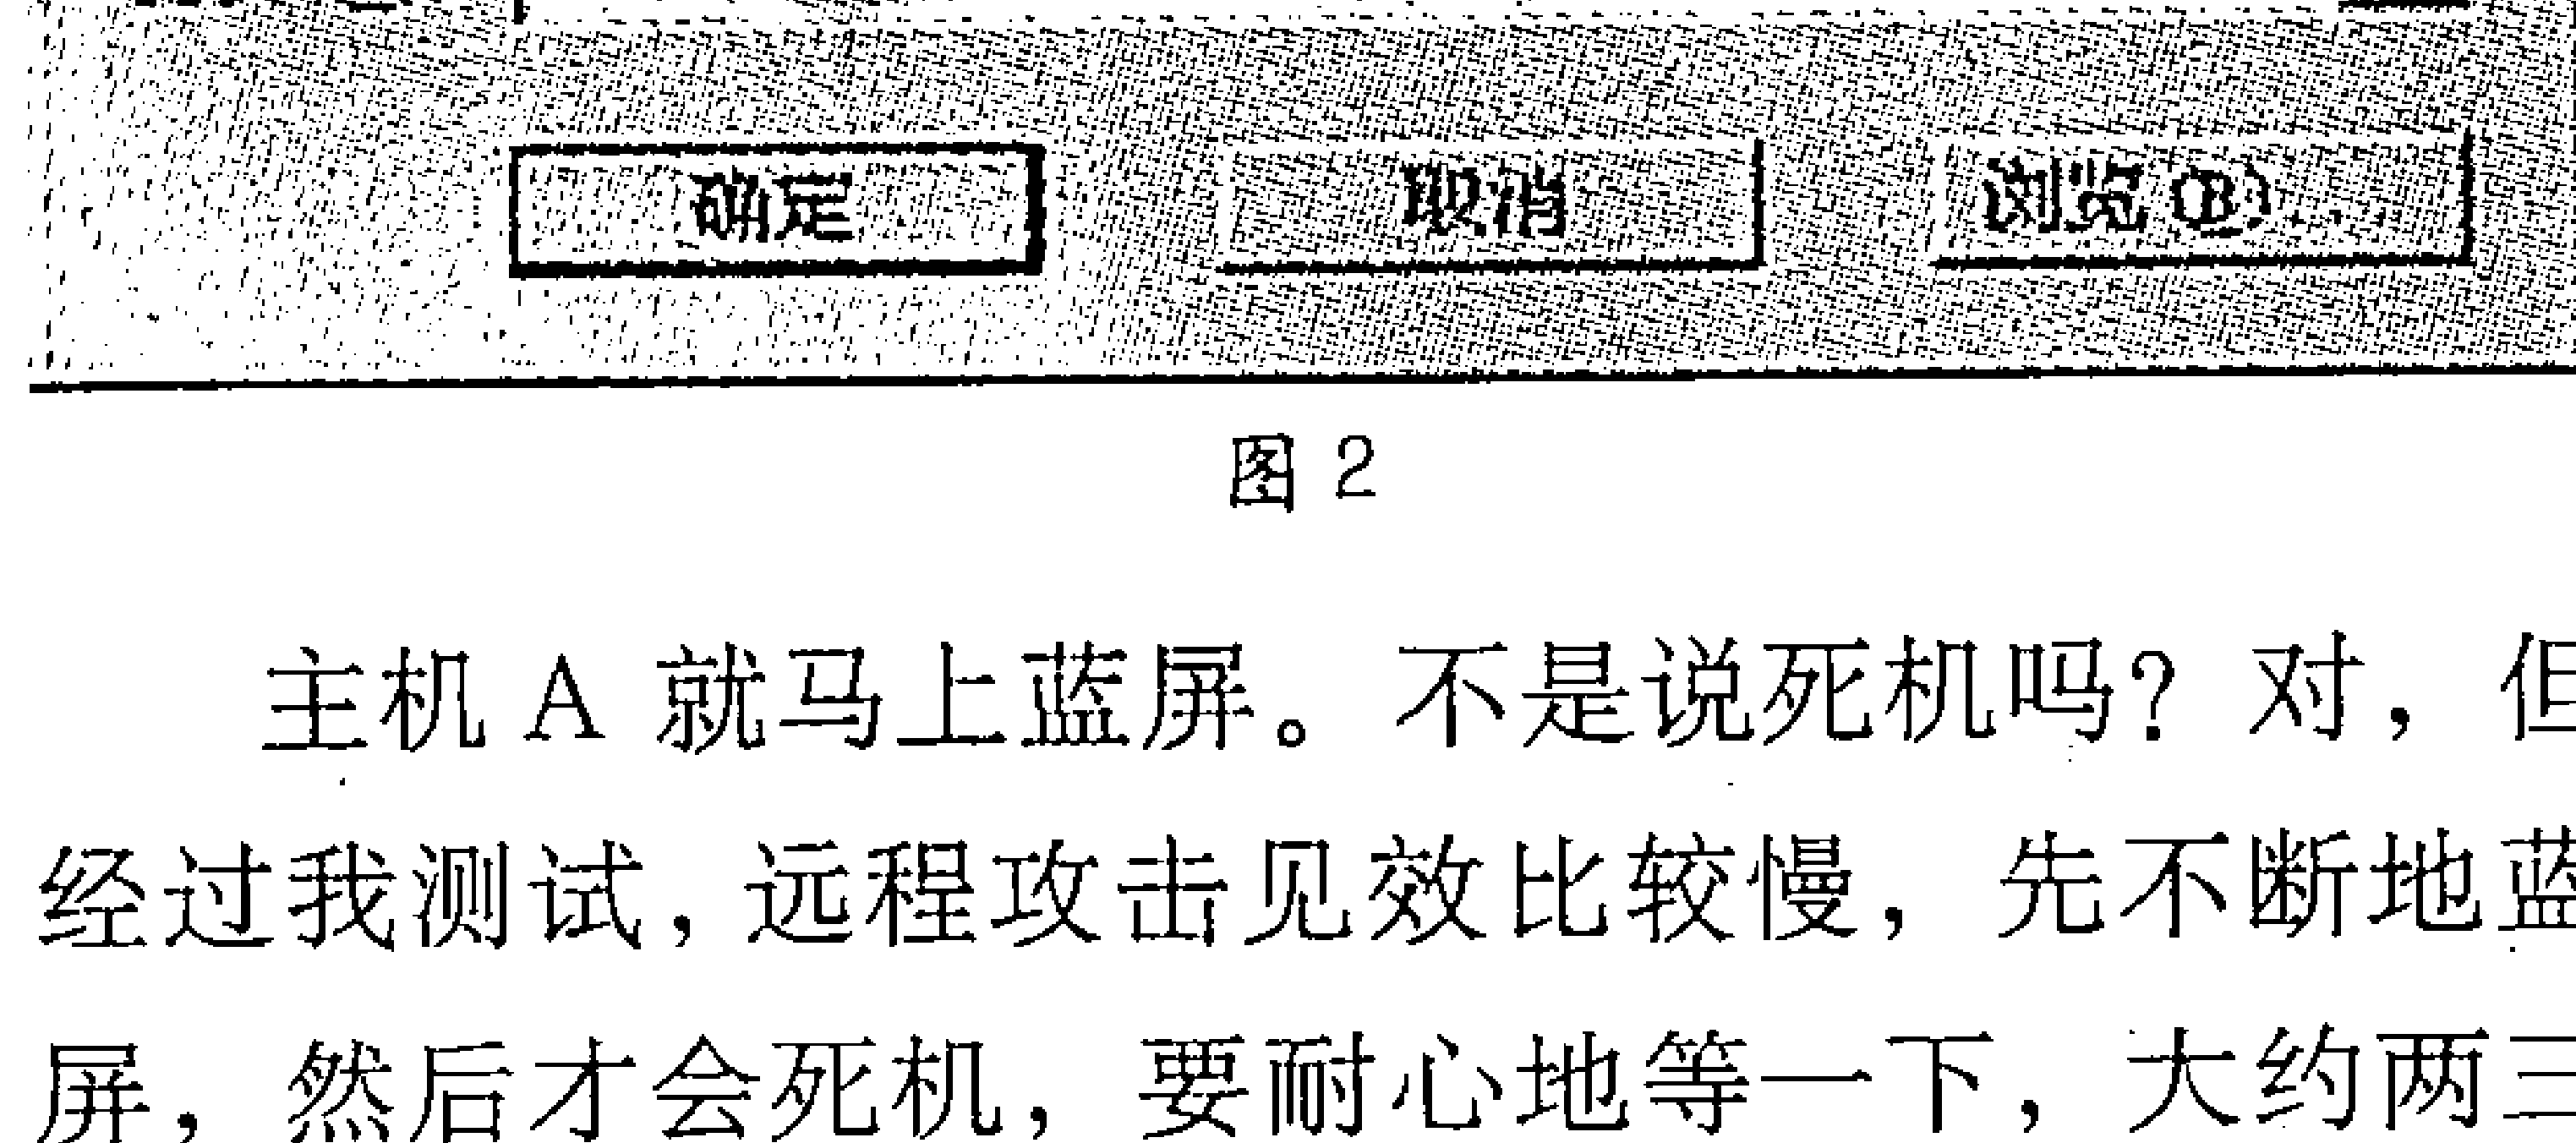 确定 取消 浏览(B)...
图 2
主机 A 就马上蓝屏。不是说死机吗？对，但
经过我测试，远程攻击见效比较慢，先不断地蓝
屏，然后才会死机，要耐心地等一下，大约两三